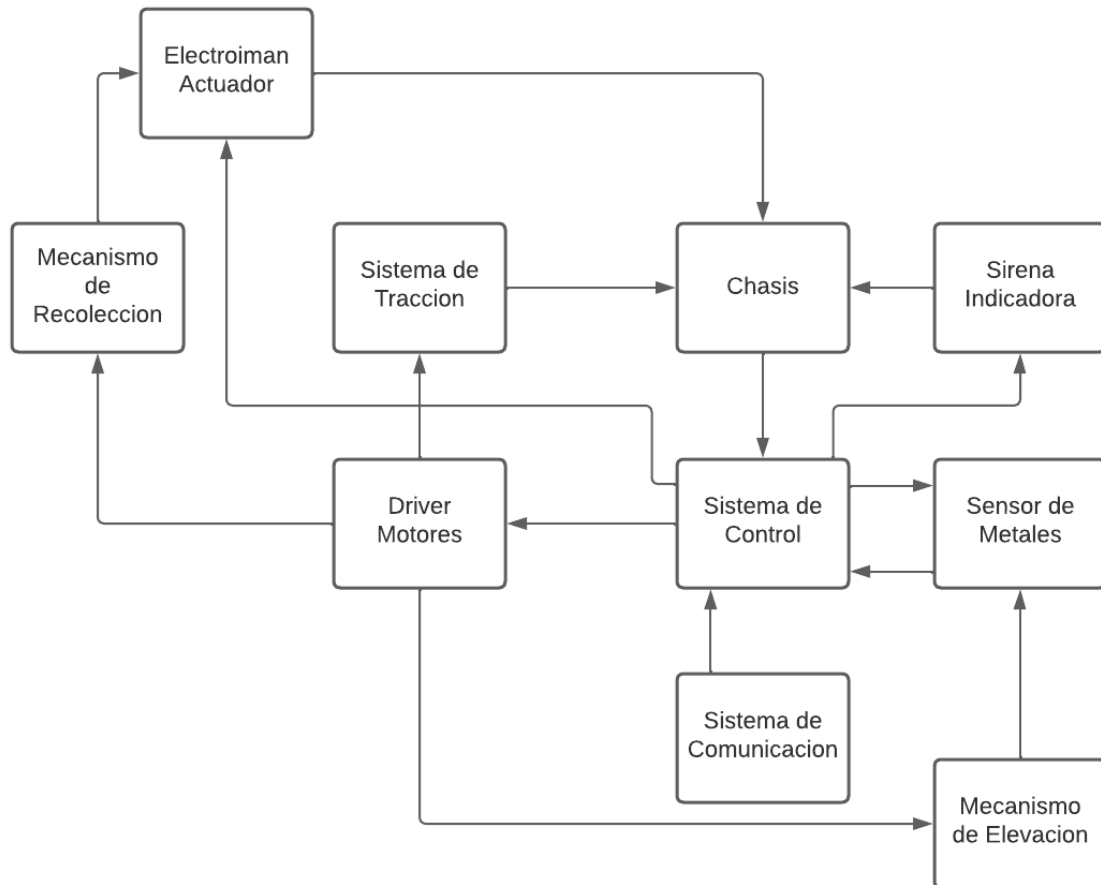 Electroiman
Actuador
Mecanismo
de
Recoleccion
Sistema de
Traccion
Chasis
Sirena
Indicadora
Driver
Motores
Sistema de
Control
Sensor de
Metales
Sistema de
Comunicacion
Mecanismo
de Elevacion